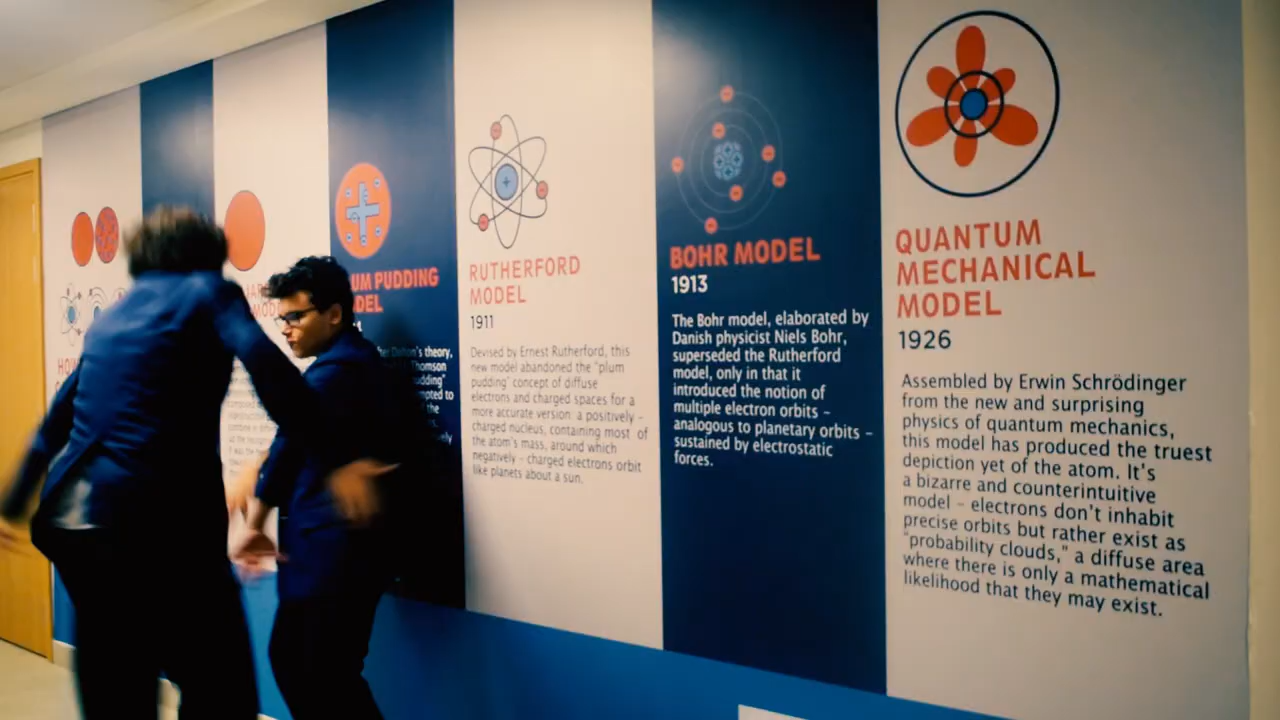 UM PUDDING
DEL
Dalton's theory,
Thomson
pudding"
RUTHERFORD
MODEL
1911
Devised by Ernest Rutherford, this
new model abandoned the "plum
pudding" concept of diffuse
electrons and charged spaces for a
more accurate version: a positively -
charged nucleus, containing most of
the atom's mass, around which
negatively - charged electrons orbit
like planets about a sun.
BOHR MODEL
1913
The Bohr model, elaborated by
Danish physicist Niels Bohr,
superseded the Rutherford
model, only in that it
introduced the notion of
multiple electron orbits –
analogous to planetary orbits –
sustained by electrostatic
forces.
QUANTUM
MECHANICAL
MODEL
1926
Assembled by Erwin Schrödinger
from the new and surprising
physics of quantum mechanics,
this model has produced the truest
depiction yet of the atom. It's
a bizarre and counterintuitive
model – electrons don't inhabit
precise orbits but rather exist as
"probability clouds," a diffuse area
where there is only a mathematical
likelihood that they may exist.